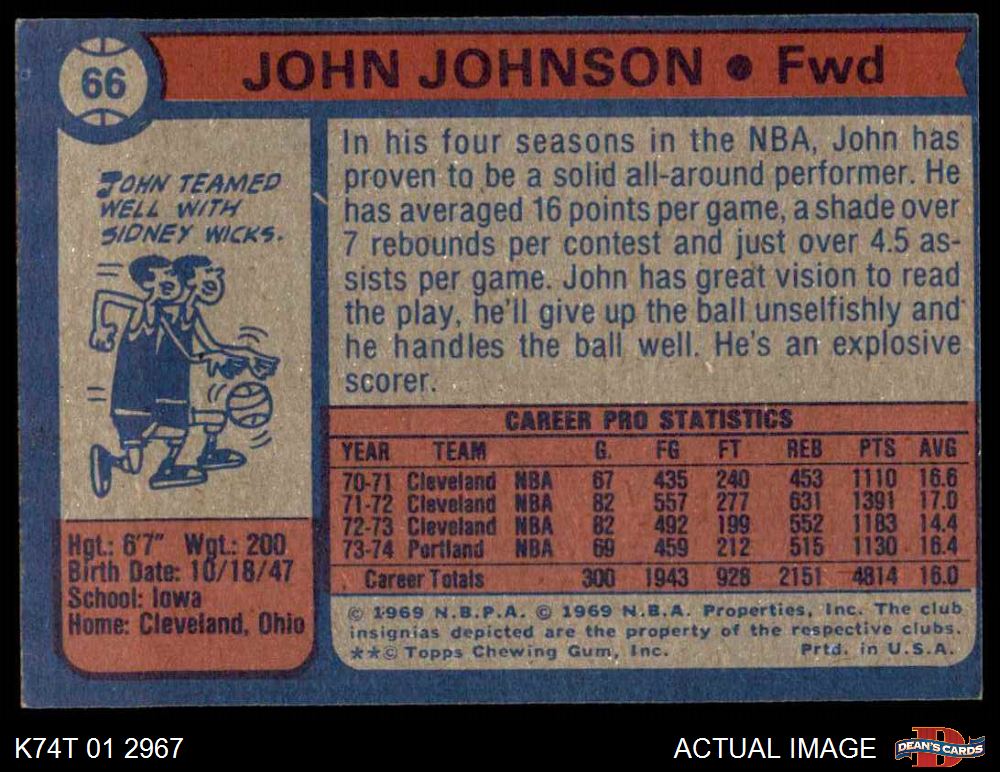 66
JOHN JOHNSON • Fwd
JOHN TEAMED
WELL WITH
SIDNEY WICKS.
In his four seasons in the NBA, John has
proven to be a solid all-around performer. He
has averaged 16 points per game, a shade over
7 rebounds per contest and just over 4.5 as-
sists per game. John has great vision to read
the play, he'll give up the ball unselfishly and
he handles the ball well. He's an explosive
scorer.
CAREER PRO STATISTICS
YEAR TEAM G. FG FT REB PTS AVG
70-71 Cleveland NBA 67 435 240 453 1110 16.6
71-72 Cleveland NBA 82 557 277 631 1391 17.0
72-73 Cleveland NBA 82 492 199 552 1183 14.4
73-74 Portland NBA 69 459 212 515 1130 16.4
Career Totals 300 1943 928 2151 4814 16.0
Hgt.: 6'7" Wgt.: 200
Birth Date: 10/18/47
School: Iowa
Home: Cleveland, Ohio
© 1969 N.B.P.A. © 1969 N.B.A. Properties, Inc. The club
insignias depicted are the property of the respective clubs.
**© Topps Chewing Gum, Inc. Prtd. in U.S.A.
K74T 01 2967
ACTUAL IMAGE
D
DEAN'S CARDS